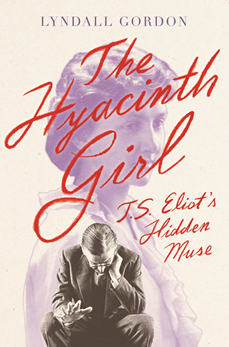 LYNDALL GORDON
The
Hyacinth
Girl
T.S. Eliot's
Hidden
Muse